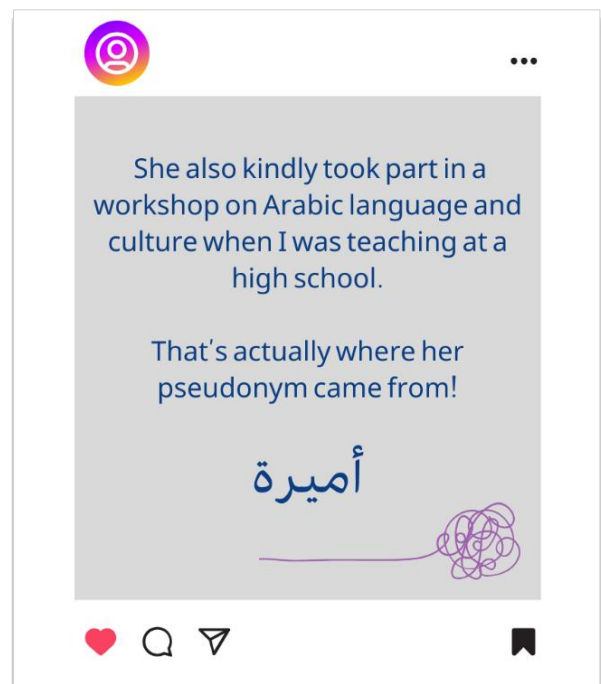 She also kindly took part in a
workshop on Arabic language and
culture when I was teaching at a
high school.
That's actually where her
pseudonym came from!
أميرة